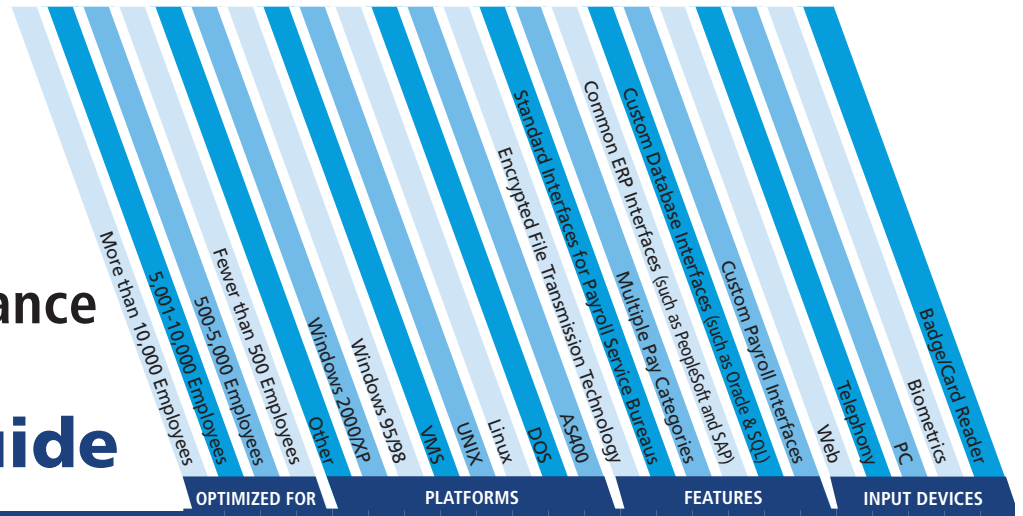 ance
uide
More than 10,000 Employees
5,001-10,000 Employees
500-5,000 Employees
Fewer than 500 Employees
Other
Windows 2000/XP
Windows 95/98
VMS
UNIX
Linux
DOS
AS400
Encrypted File Transmission Technology
Standard Interfaces for Payroll Service Bureaus
Multiple Pay Categories
Common ERP Interfaces (such as PeopleSoft and SAP)
Custom Database Interfaces (such as Oracle & SQL)
Custom Payroll Interfaces
Web
Telephony
PC
Biometrics
Badge/Card Reader
OPTIMIZED FOR
PLATFORMS
FEATURES
INPUT DEVICES